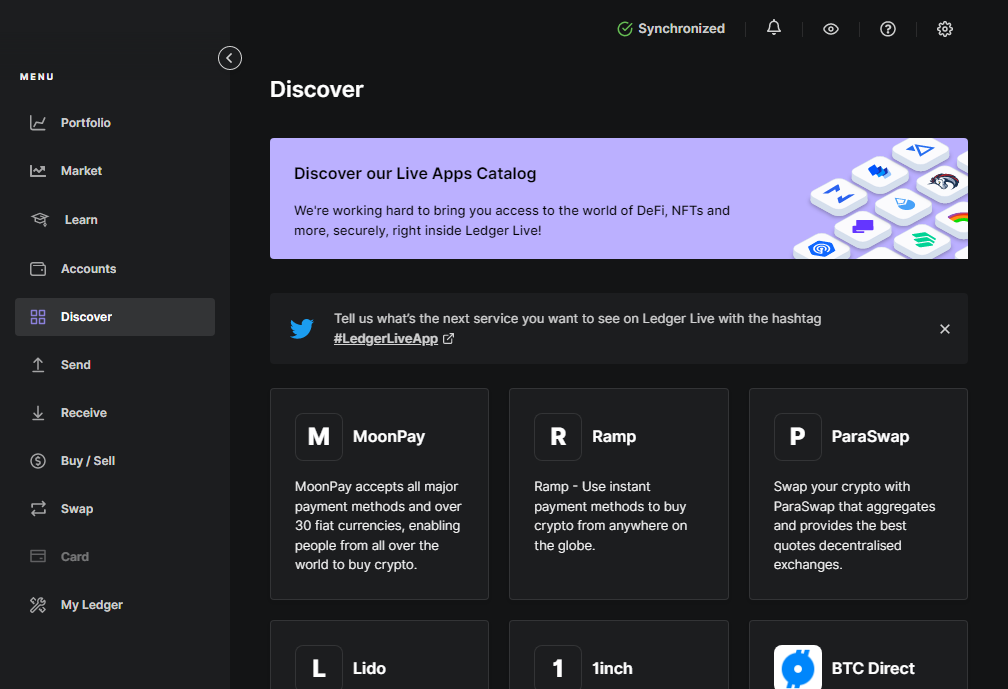 Synchronized
MENU
Portfolio
Market
Learn
Accounts
Discover
Send
Receive
Buy / Sell
Swap
Card
My Ledger
Discover
Discover our Live Apps Catalog
We're working hard to bring you access to the world of DeFi, NFTs and
more, securely, right inside Ledger Live!
Tell us what's the next service you want to see on Ledger Live with the hashtag
#LedgerLiveApp
M MoonPay
MoonPay accepts all major
payment methods and over
30 fiat currencies, enabling
people from all over the
world to buy crypto.
R Ramp
Ramp - Use instant
payment methods to buy
crypto from anywhere on
the globe.
P ParaSwap
Swap your crypto with
ParaSwap that aggregates
and provides the best
quotes decentralised
exchanges.
L Lido
1 1inch
BTC Direct